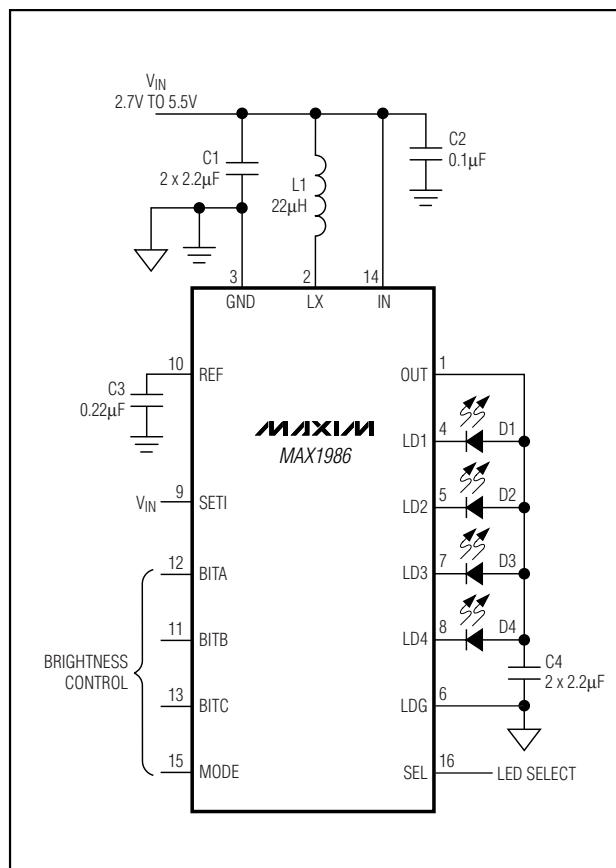 VIN
2.7V TO 5.5V
C1
2 x 2.2µF
L1
22µH
C2
0.1µF
3
2
14
GND
LX
IN
10
REF
C3
0.22µF
OUT
1
MAXIM
MAX1986
LD1
4
D1
VIN
9
SETI
LD2
5
D2
12
BITA
LD3
7
D3
11
BITB
LD4
8
D4
BRIGHTNESS
CONTROL
C4
2 x 2.2µF
13
BITC
LDG
6
15
MODE
SEL
16
LED SELECT